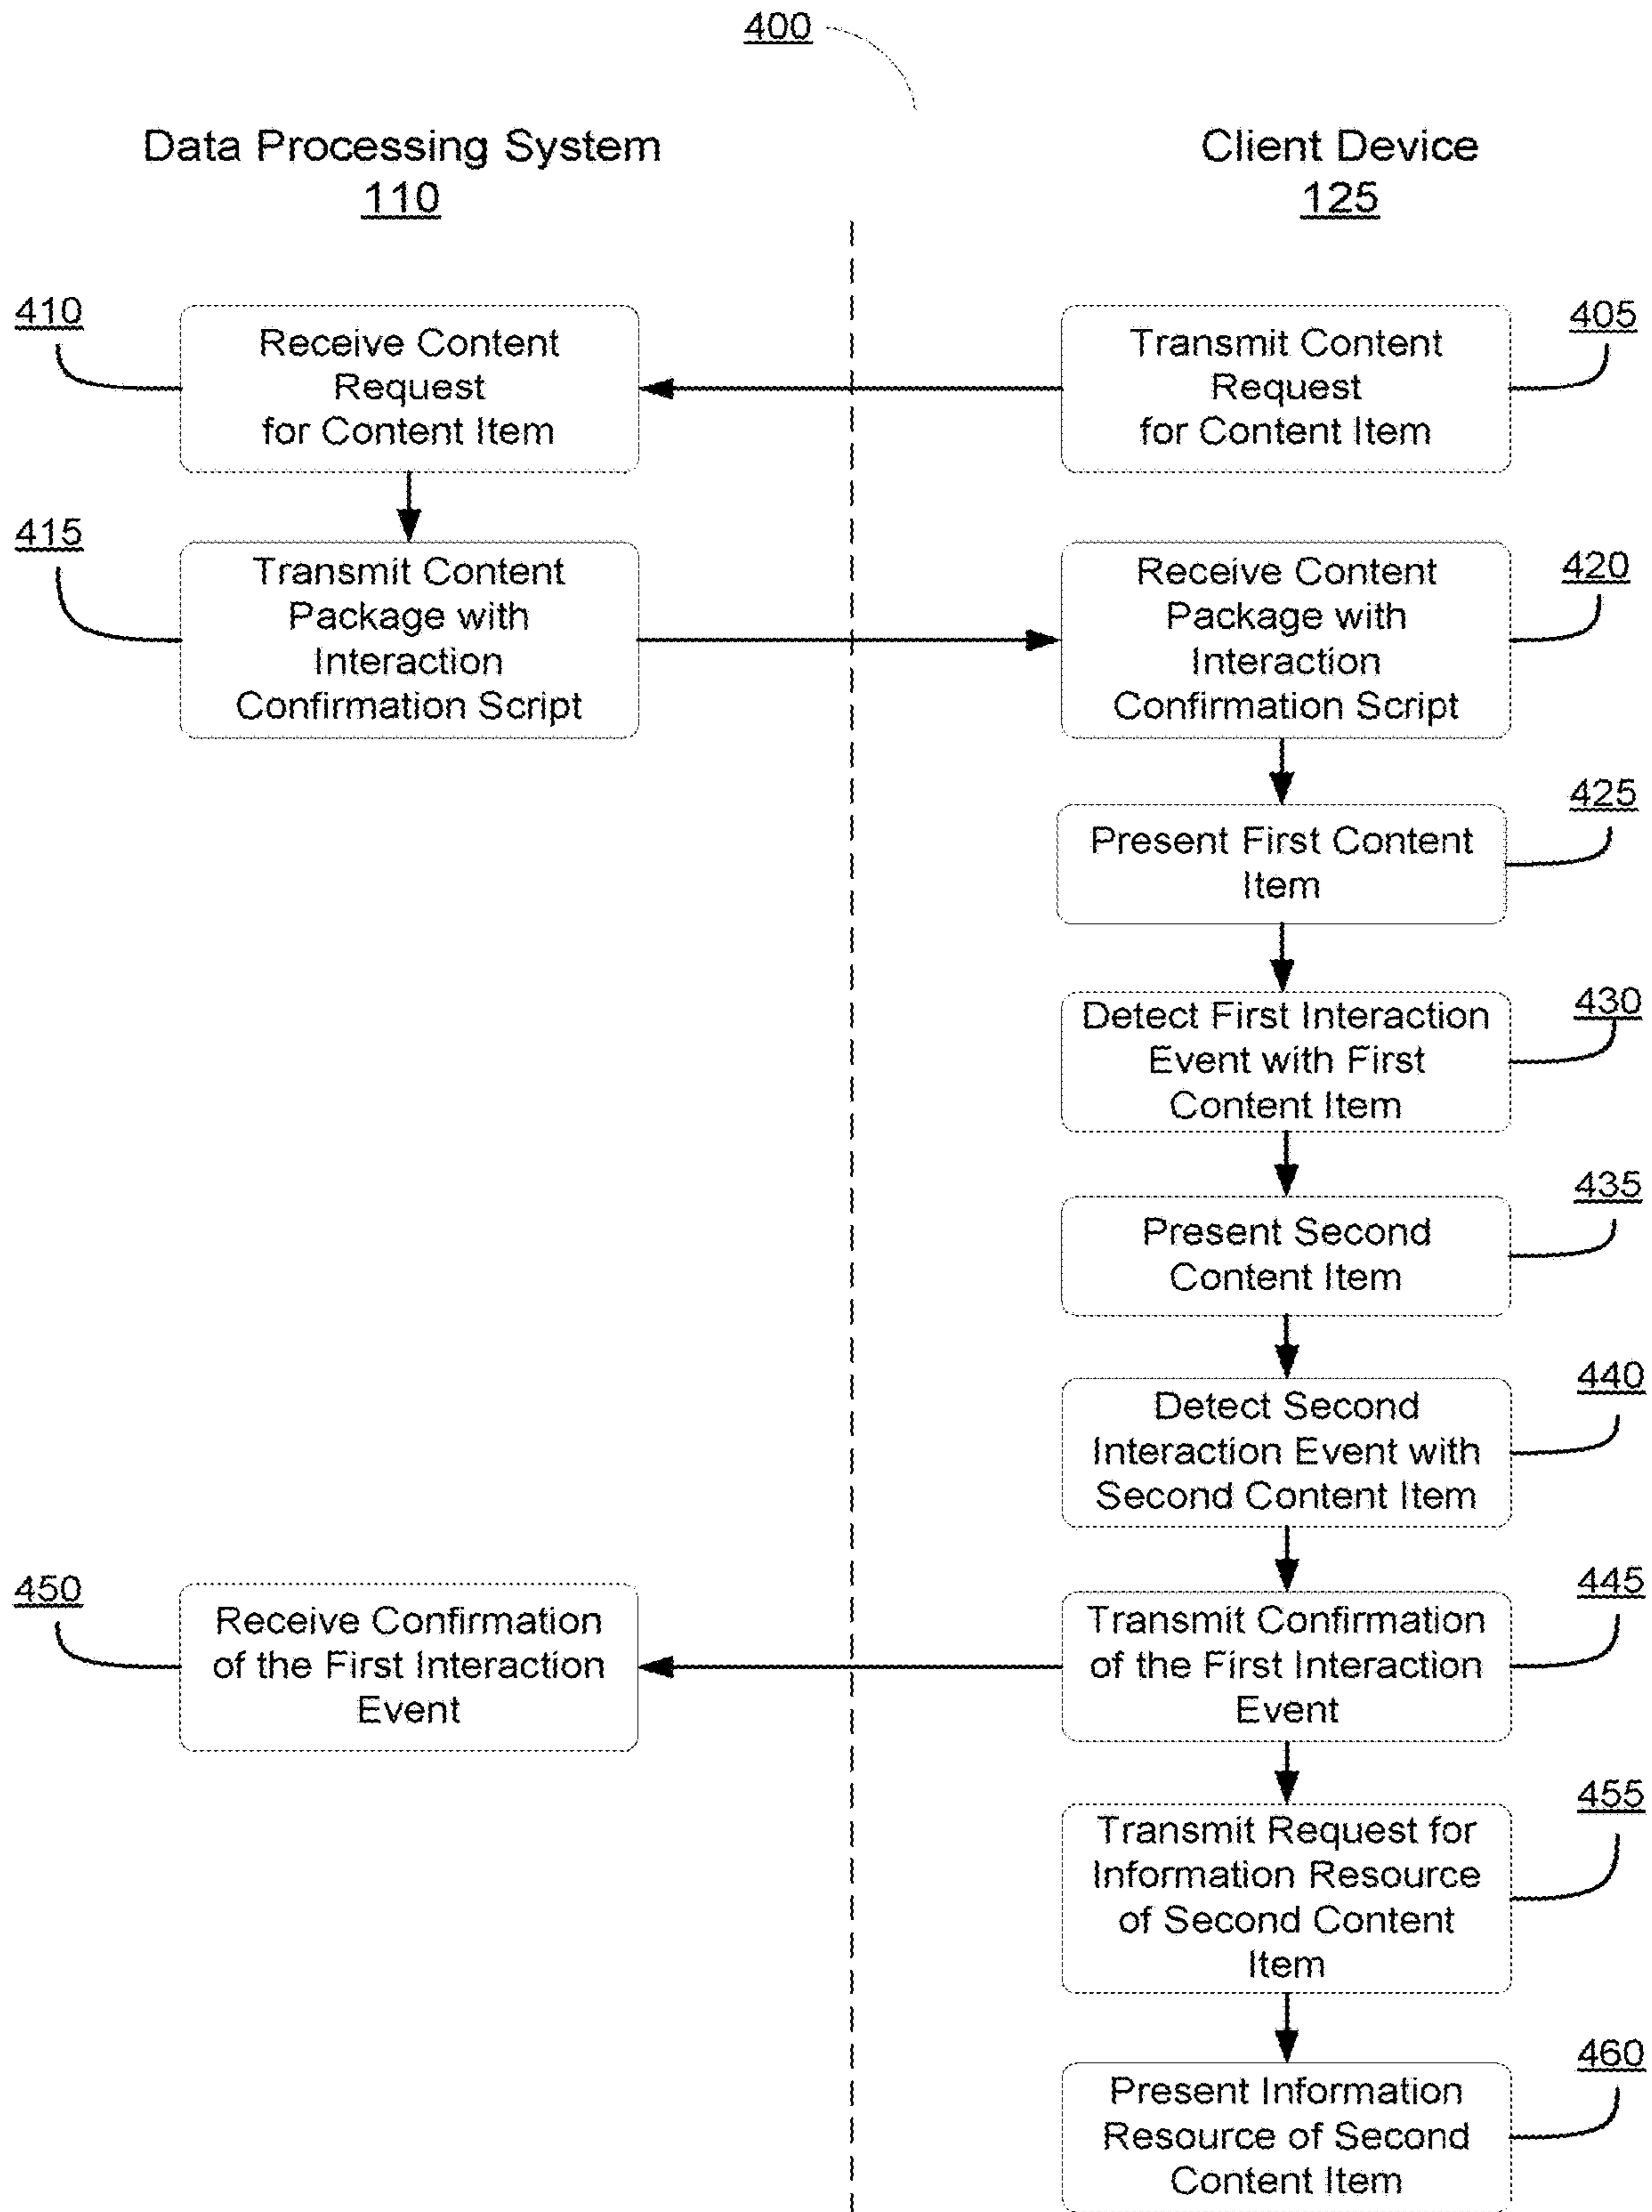 400
Data Processing System
110
Client Device
125
410
Receive Content
Request
for Content Item
Transmit Content
Request
for Content Item
405
415
Transmit Content
Package with
Interaction
Confirmation Script
Receive Content
Package with
Interaction
Confirmation Script
420
Present First Content
Item
425
Detect First Interaction
Event with First
Content Item
430
Present Second
Content Item
435
Detect Second
Interaction Event with
Second Content Item
440
450
Receive Confirmation
of the First Interaction
Event
Transmit Confirmation
of the First Interaction
Event
445
Transmit Request for
Information Resource
of Second Content
Item
455
Present Information
Resource of Second
Content Item
460